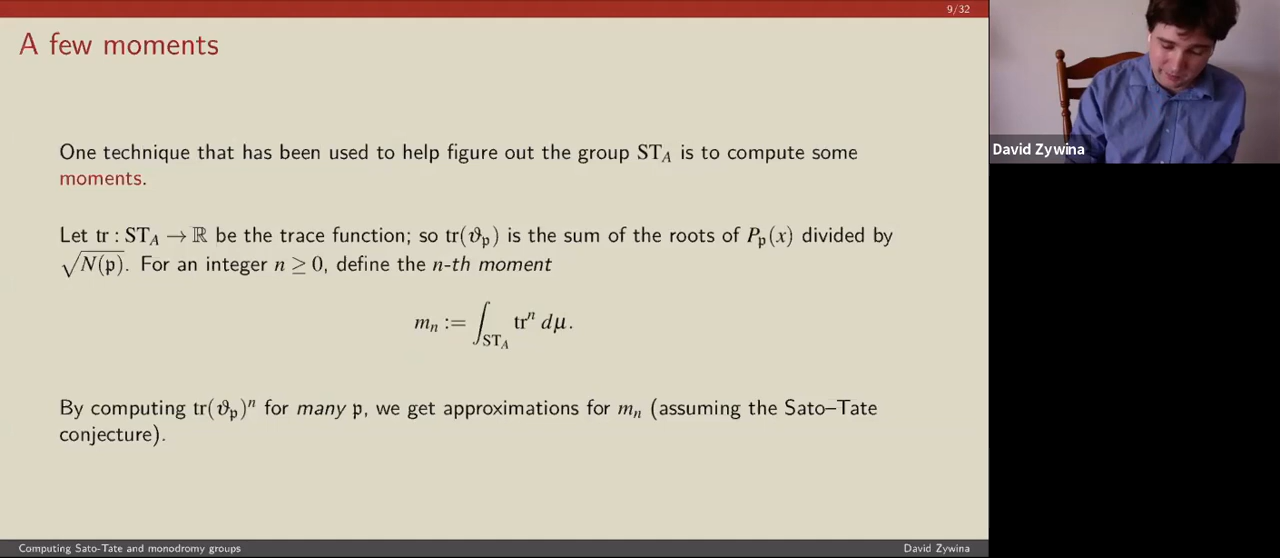 9/32
A few moments
One technique that has been used to help figure out the group ST_A is to compute some
moments.
Let tr : ST_A → ℝ be the trace function; so tr(ϑ_𝔭) is the sum of the roots of P_𝔭(x) divided by
√N(𝔭). For an integer n ≥ 0, define the n-th moment
m_n := ∫_{ST_A} tr^n dμ.
By computing tr(ϑ_𝔭)^n for many 𝔭, we get approximations for m_n (assuming the Sato–Tate
conjecture).
Computing Sato-Tate and monodromy groups
David Zywina
David Zywina